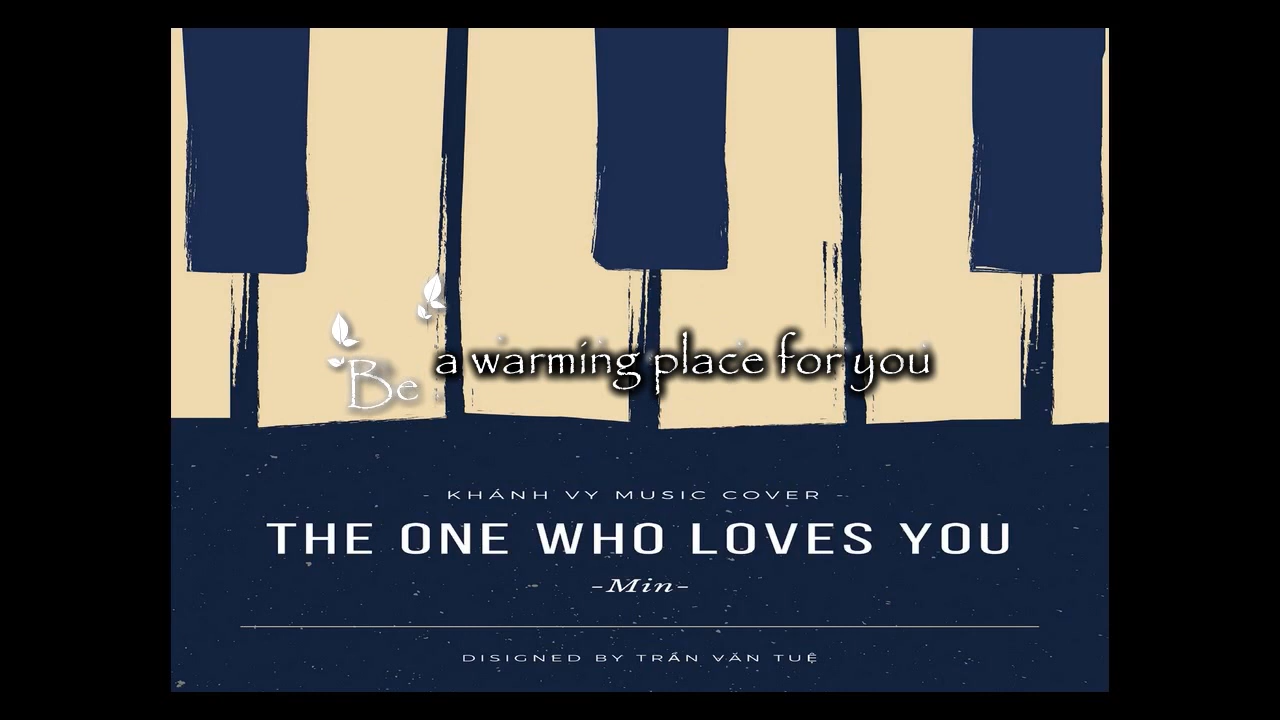 Be a warming place for you
- KHÁNH VY MUSIC COVER -
THE ONE WHO LOVES YOU
-Min-
DISIGNED BY TRẦN VĂN TUỆ